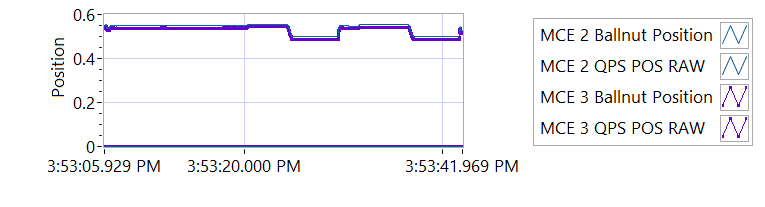 0.6
0.4
0.2
0
Position
3:53:05.929 PM
3:53:20.000 PM
3:53:41.969 PM
MCE 2 Ballnut Position
MCE 2 QPS POS RAW
MCE 3 Ballnut Position
MCE 3 QPS POS RAW